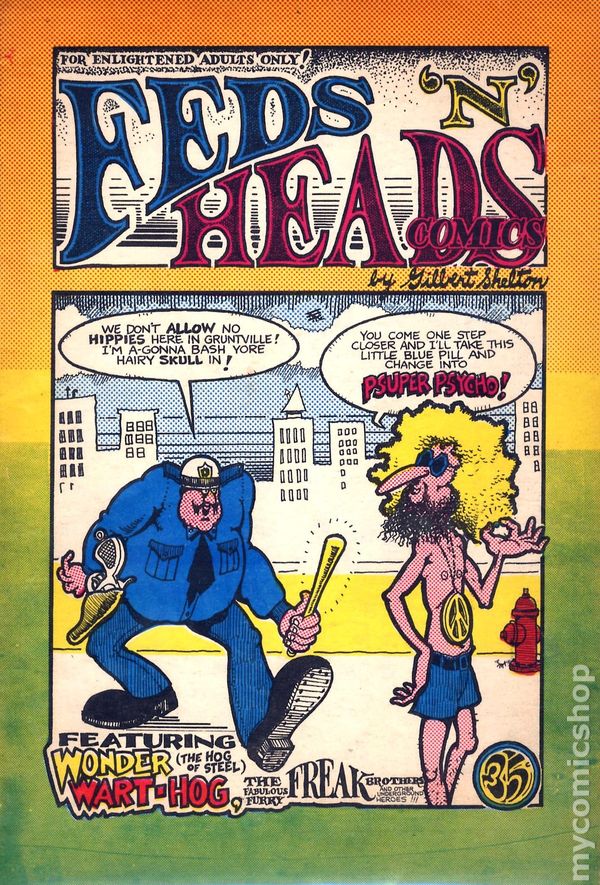 FOR ENLIGHTENED ADULTS ONLY!
FEDS 'N'
HEADS
COMICS
by Gilbert Shelton
WE DON'T ALLOW NO
HIPPIES HERE IN GRUNTVILLE!
I'M A-GONNA BASH YORE
HAIRY SKULL IN!
YOU COME ONE STEP
CLOSER AND I'LL TAKE THIS
LITTLE BLUE PILL AND
CHANGE INTO
PSUPER PSYCHO!
FEATURING
WONDER (THE HOG
OF STEEL)
WART-HOG,
THE
FABULOUS
FURRY
FREAK BROTHERS
AND OTHER
UNDERGROUND
HEROES!!!
35
mycomicshop